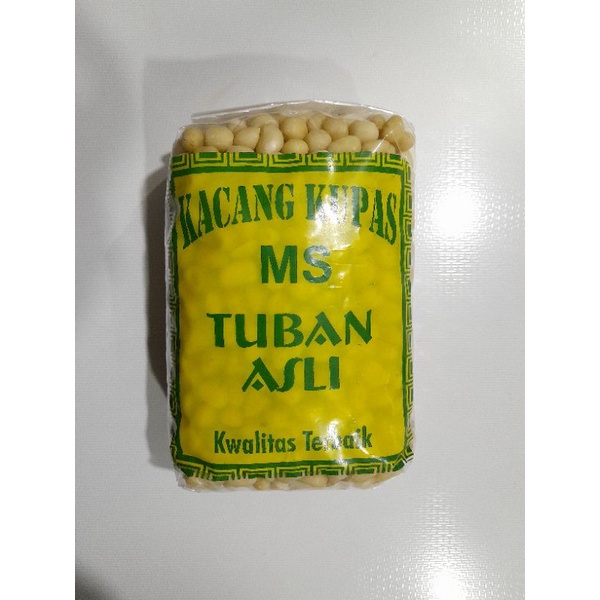 KACANG KUPAS
MS
TUBAN
ASLI
Kwalitas Terbaik